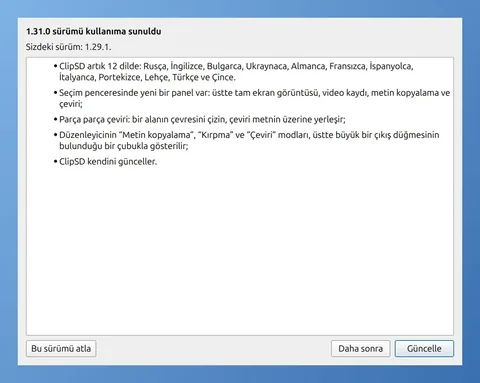 1.31.0 sürümü kullanıma sunuldu
Sizdeki sürüm: 1.29.1.
• ClipSD artık 12 dilde: Rusça, İngilizce, Bulgarca, Ukraynaca, Almanca, Fransızca, İspanyolca,
İtalyanca, Portekizce, Lehçe, Türkçe ve Çince.
• Seçim penceresinde yeni bir panel var: üstte tam ekran görüntüsü, video kaydı, metin kopyalama ve
çeviri;
• Parça parça çeviri: bir alanın çevresini çizin, çeviri metnin üzerine yerleşir;
• Düzenleyicinin “Metin kopyalama”, “Kırpma” ve “Çeviri” modları, üstte büyük bir çıkış düğmesinin
bulunduğu bir çubukla gösterilir;
• ClipSD kendini günceller.
Bu sürümü atla
Daha sonra
Güncelle